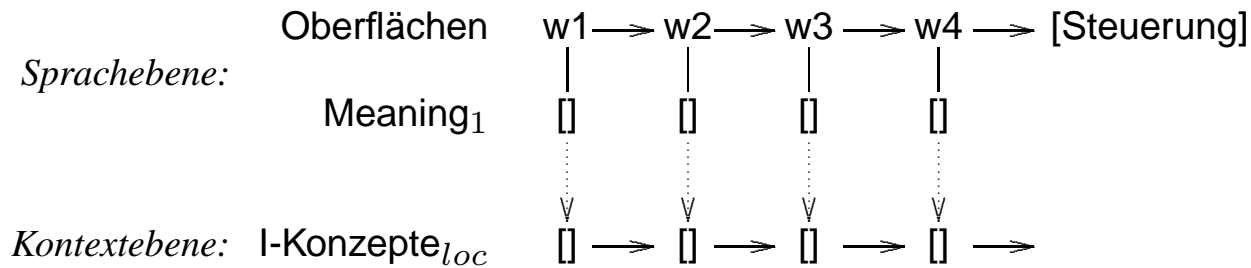 Oberflächen w1 w2 w3 w4 [Steuerung]
Sprachebene:
Meaning₁ [] [] [] []
Kontextebene: I-Konzepteₗₒc [] [] [] []